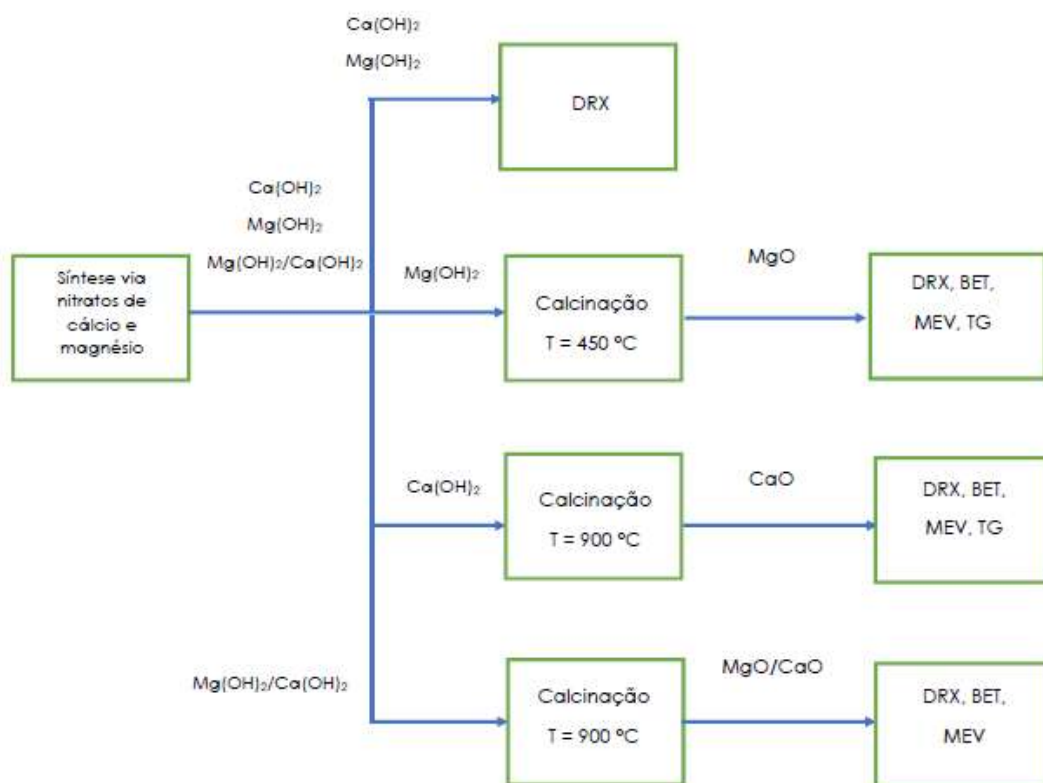 Ca(OH)₂
Mg(OH)₂
DRX
Ca(OH)₂
Mg(OH)₂
Mg(OH)₂/Ca(OH)₂
Síntese via
nitratos de
cálcio e
magnésio
Mg(OH)₂
Calcinação
T = 450 °C
MgO
DRX, BET,
MEV, TG
Ca(OH)₂
Calcinação
T = 900 °C
CaO
DRX, BET,
MEV, TG
Mg(OH)₂/Ca(OH)₂
Calcinação
T = 900 °C
MgO/CaO
DRX, BET,
MEV